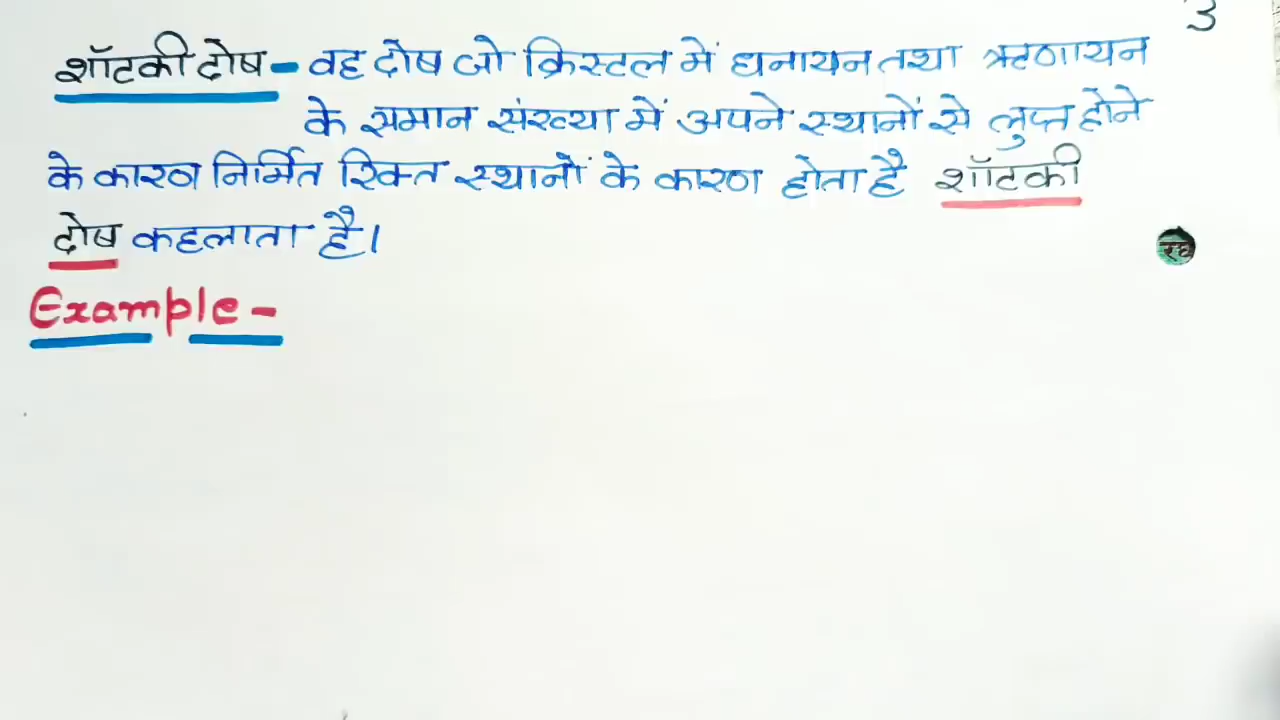 3
शॉटकी दोष - वह दोष जो क्रिस्टल में धनायन तथा ऋणायन
के समान संख्या में अपने स्थानों से लुप्त होने
के कारण निर्मित रिक्त स्थानों के कारण होता है शॉटकी
दोष कहलाता है।
Example -